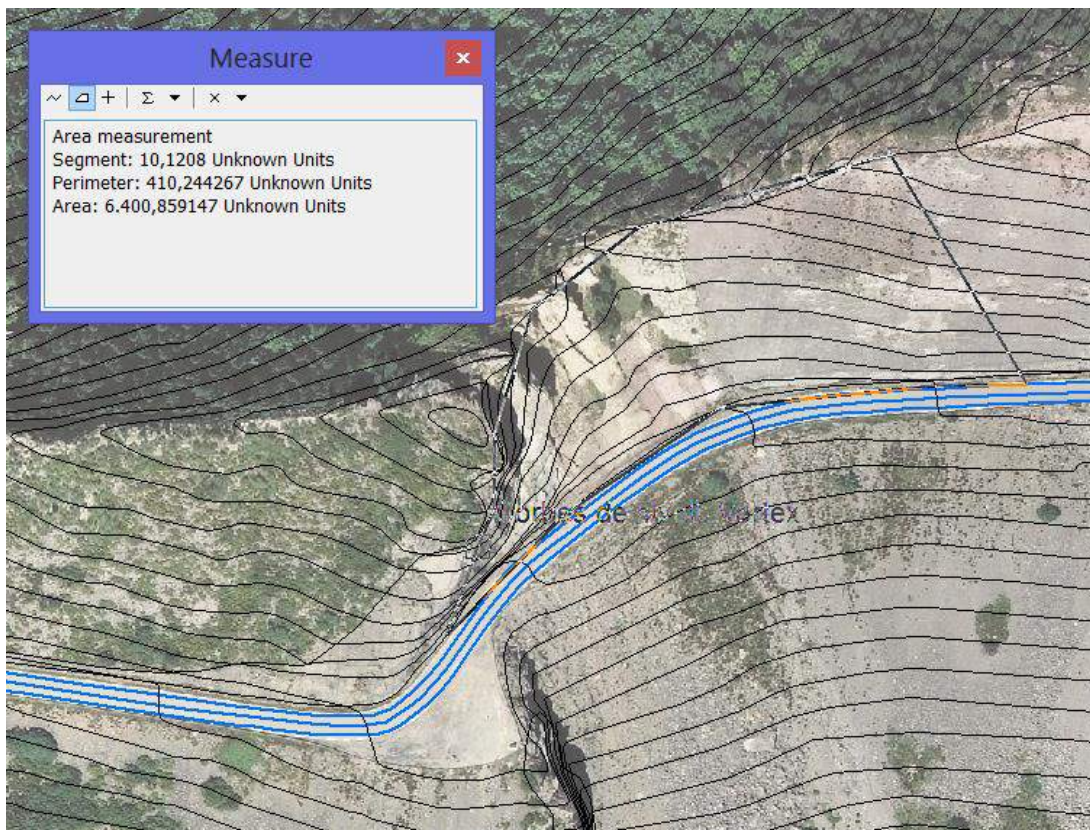 Measure
Area measurement
Segment: 10,1208 Unknown Units
Perimeter: 410,244267 Unknown Units
Area: 6.400,859147 Unknown Units
de